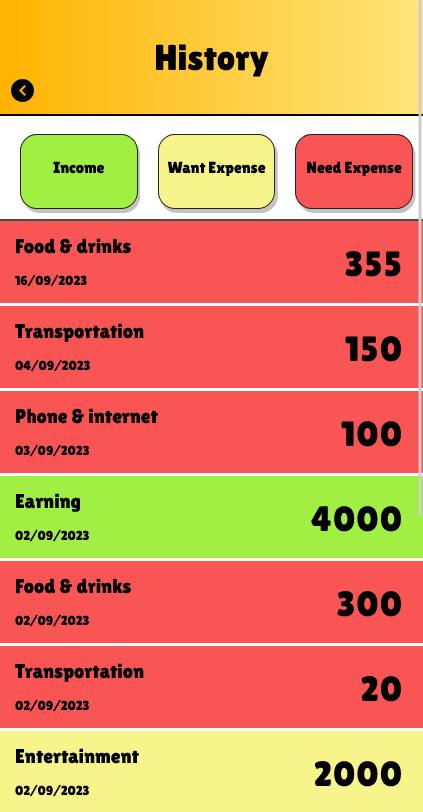 History
Income
Want Expense
Need Expense
Food & drinks
355
16/09/2023
Transportation
150
04/09/2023
Phone & internet
100
03/09/2023
Earning
4000
02/09/2023
Food & drinks
300
02/09/2023
Transportation
20
02/09/2023
Entertainment
2000
02/09/2023